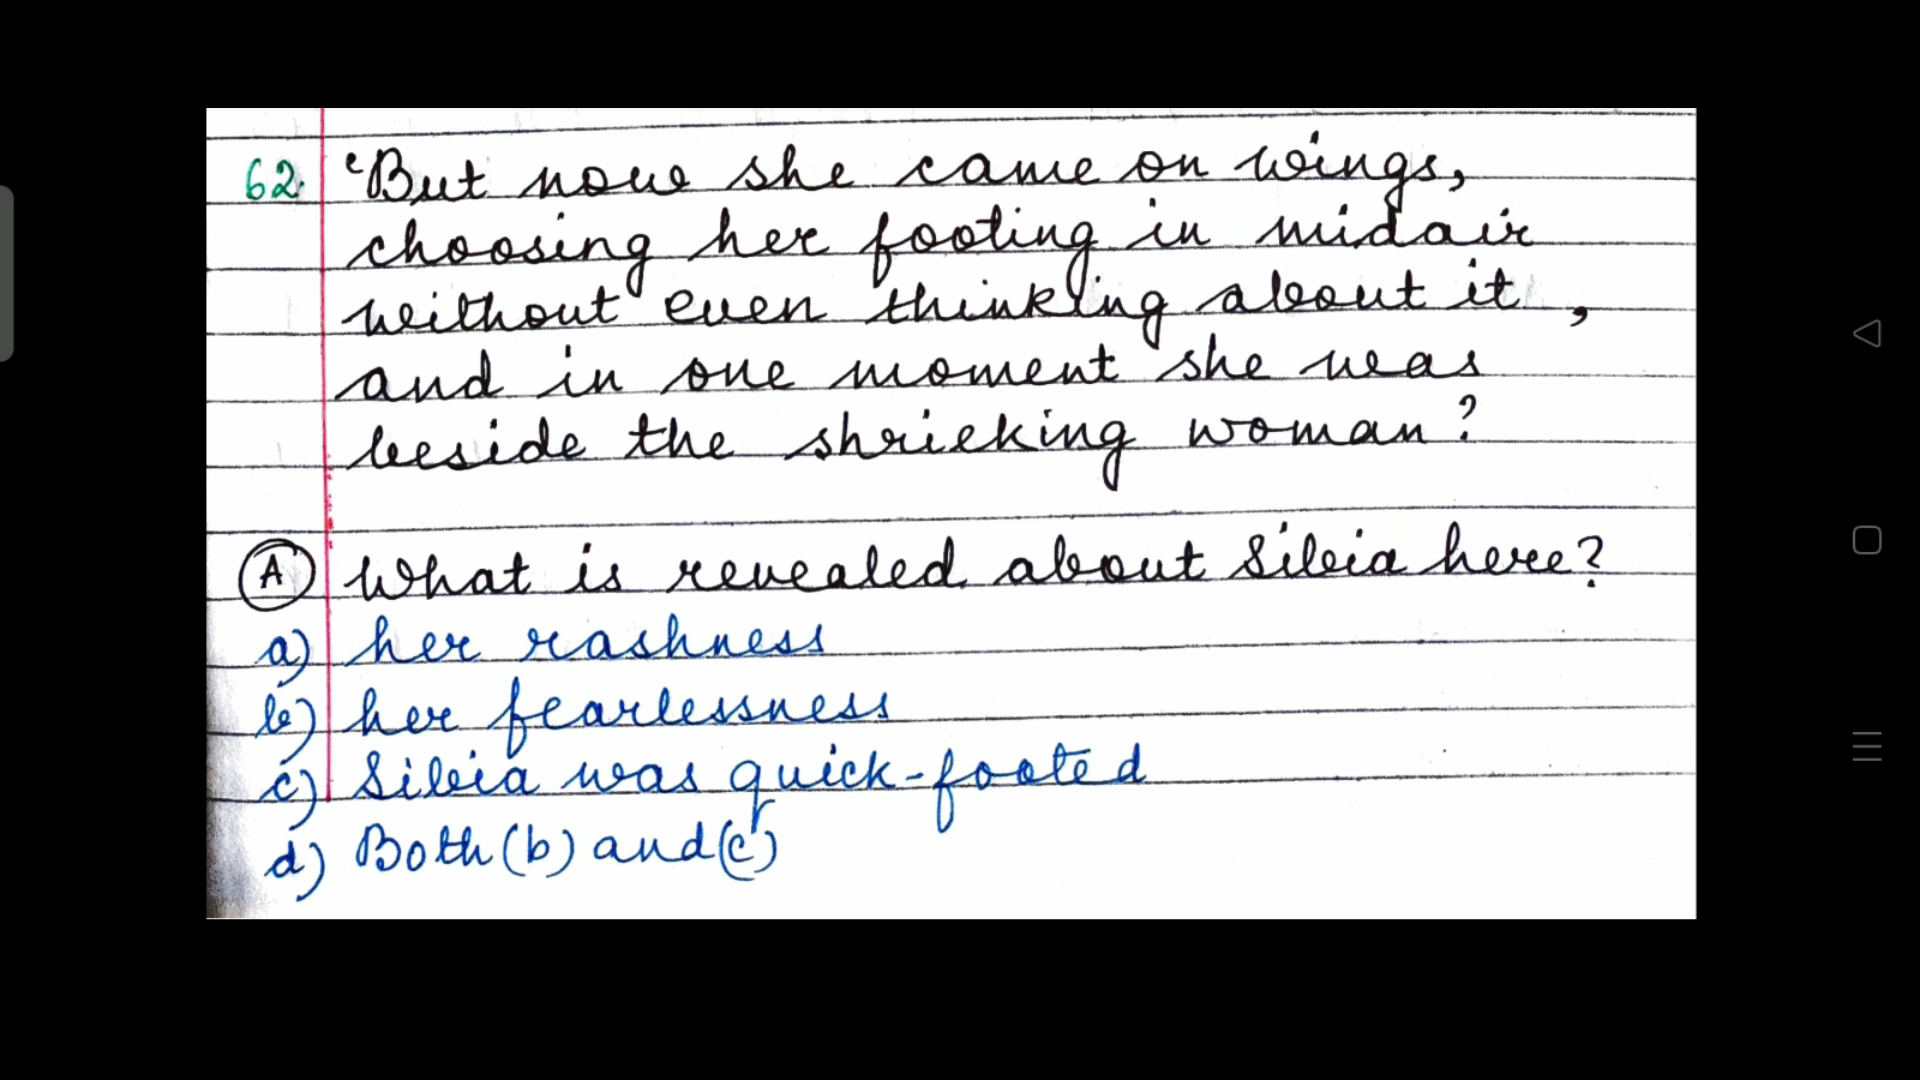 62. 'But now she came on wings,
choosing her footing in midair
without even thinking about it,
and in one moment she was
beside the shrieking woman?
A What is revealed about Silvia here?
a) her rashness
b) her fearlessness
c) Silvia was quick-footed
d) Both (b) and (c)